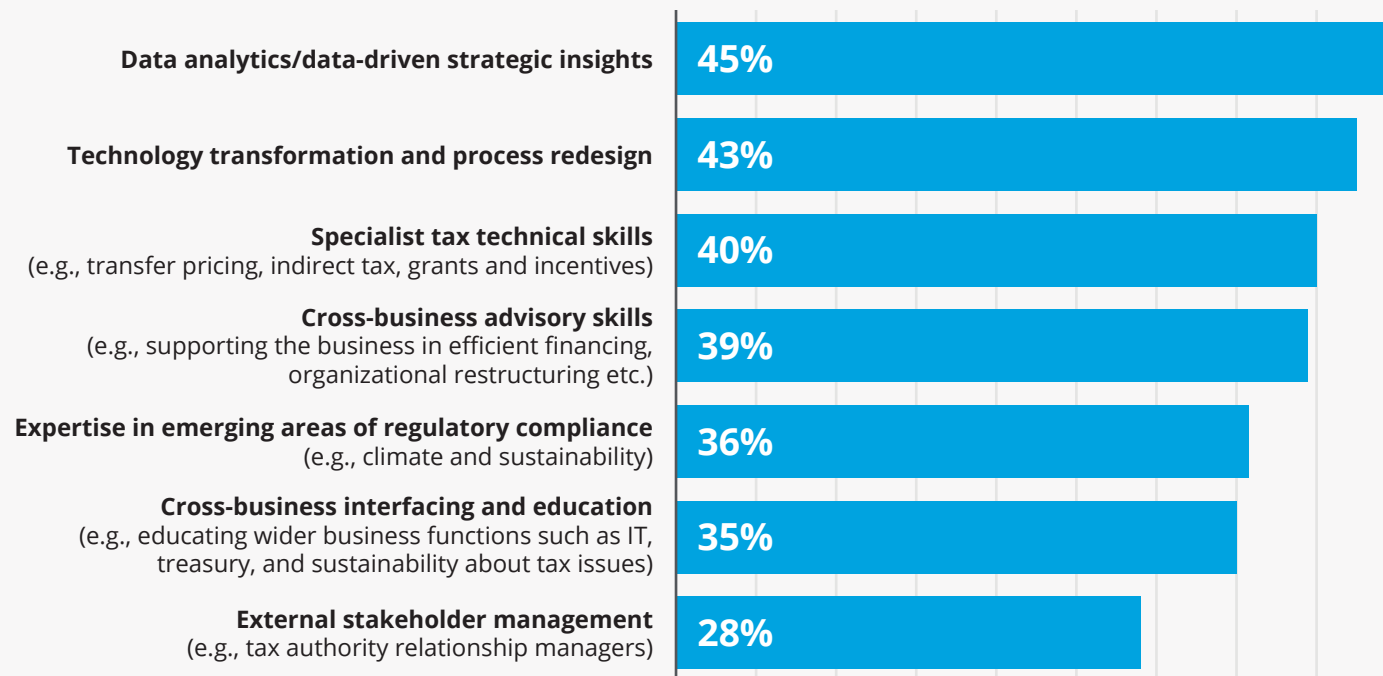 Data analytics/data-driven strategic insights
45%
Technology transformation and process redesign
43%
Specialist tax technical skills
(e.g., transfer pricing, indirect tax, grants and incentives)
40%
Cross-business advisory skills
(e.g., supporting the business in efficient financing,
organizational restructuring etc.)
39%
Expertise in emerging areas of regulatory compliance
(e.g., climate and sustainability)
36%
Cross-business interfacing and education
(e.g., educating wider business functions such as IT,
treasury, and sustainability about tax issues)
35%
External stakeholder management
(e.g., tax authority relationship managers)
28%